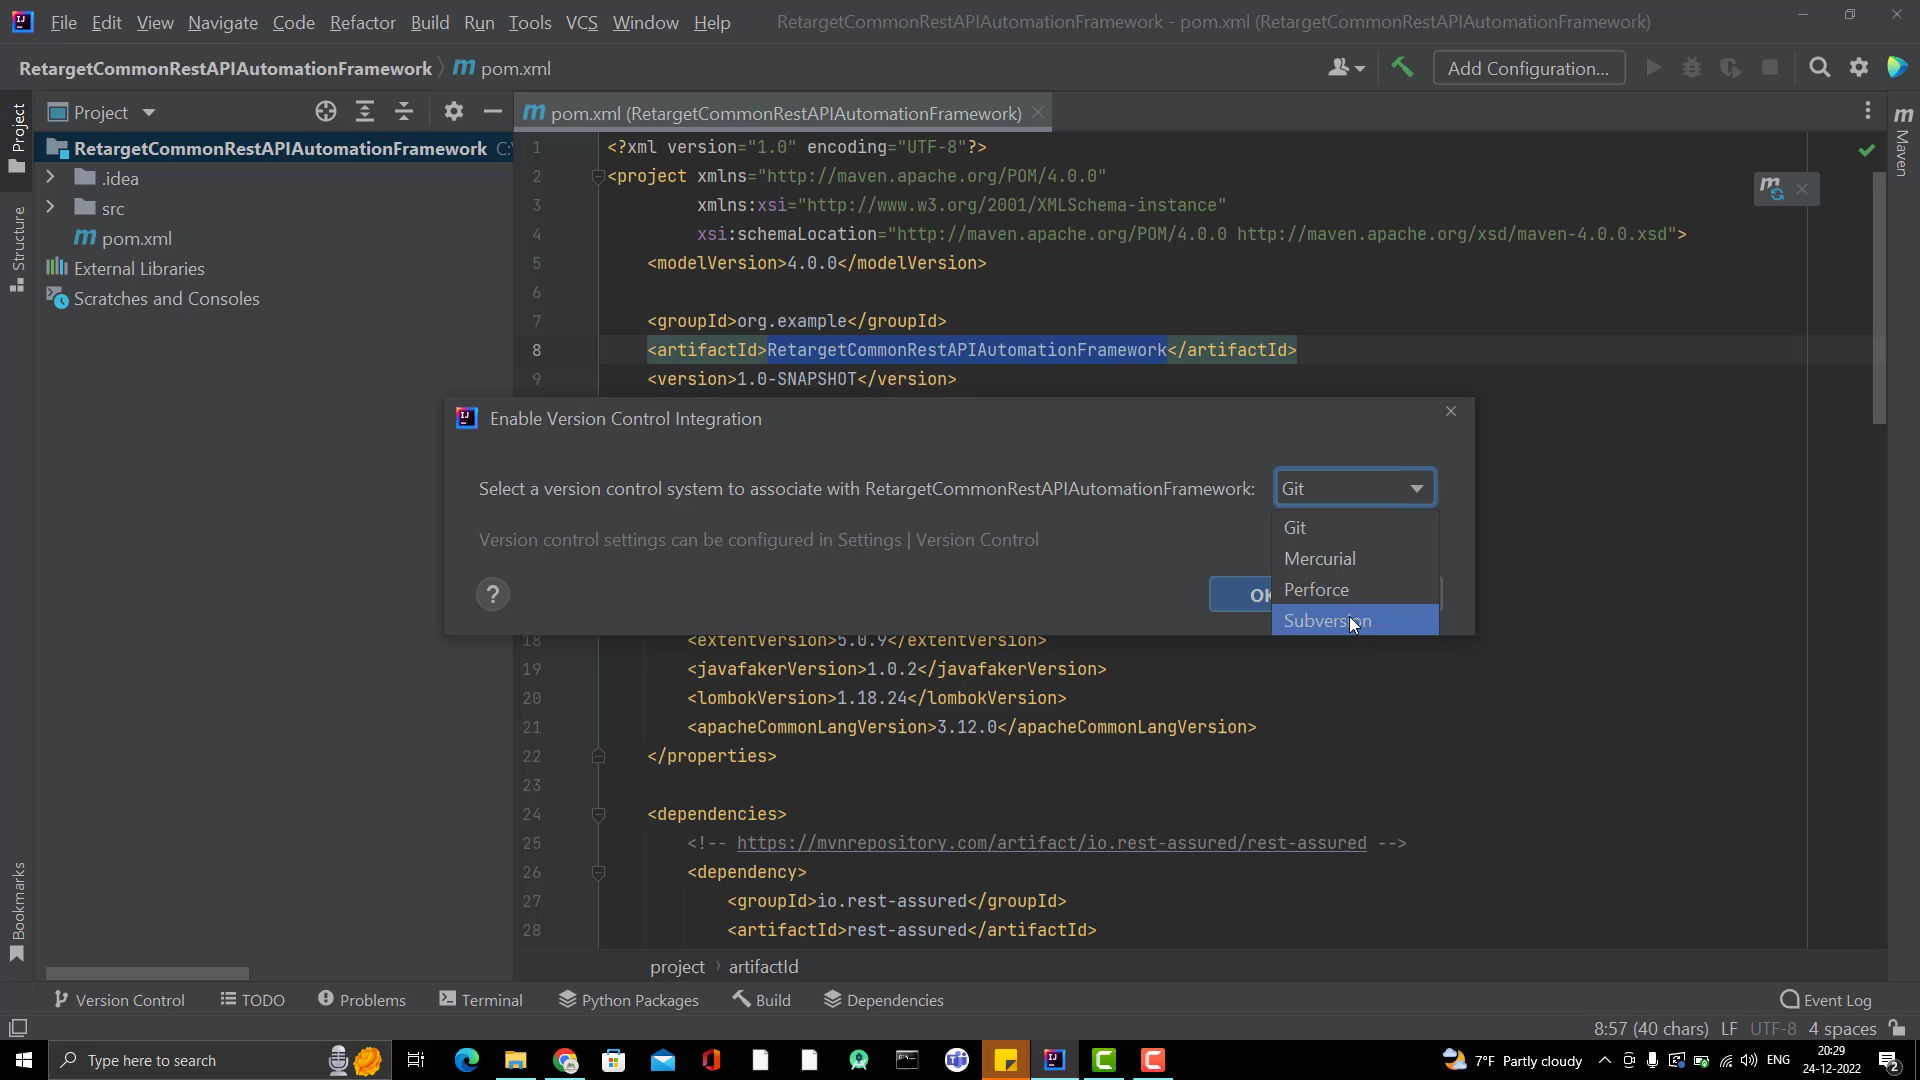 File Edit View Navigate Code Refactor Build Run Tools VCS Window Help RetargetCommonRestAPIAutomationFramework - pom.xml (RetargetCommonRestAPIAutomationFramework)
RetargetCommonRestAPIAutomationFramework pom.xml Add Configuration...
Project pom.xml (RetargetCommonRestAPIAutomationFramework)
RetargetCommonRestAPIAutomationFramework C:\
.idea
src
pom.xml
External Libraries
Scratches and Consoles
Project
Structure
Bookmarks
Maven
1 <?xml version="1.0" encoding="UTF-8"?>
2 <project xmlns="http://maven.apache.org/POM/4.0.0"
3 xmlns:xsi="http://www.w3.org/2001/XMLSchema-instance"
4 xsi:schemaLocation="http://maven.apache.org/POM/4.0.0 http://maven.apache.org/xsd/maven-4.0.0.xsd">
5 <modelVersion>4.0.0</modelVersion>
6
7 <groupId>org.example</groupId>
8 <artifactId>RetargetCommonRestAPIAutomationFramework</artifactId>
9 <version>1.0-SNAPSHOT</version>
Enable Version Control Integration
Select a version control system to associate with RetargetCommonRestAPIAutomationFramework: Git
Version control settings can be configured in Settings | Version Control
Git
Mercurial
Perforce
Subversion
? OK
18 <extentVersion>5.0.9</extentVersion>
19 <javafakerVersion>1.0.2</javafakerVersion>
20 <lombokVersion>1.18.24</lombokVersion>
21 <apacheCommonLangVersion>3.12.0</apacheCommonLangVersion>
22 </properties>
23
24 <dependencies>
25 <!-- https://mvnrepository.com/artifact/io.rest-assured/rest-assured -->
26 <dependency>
27 <groupId>io.rest-assured</groupId>
28 <artifactId>rest-assured</artifactId>
project artifactId
Version Control TODO Problems Terminal Python Packages Build Dependencies Event Log
8:57 (40 chars) LF UTF-8 4 spaces
Type here to search 7°F Partly cloudy ENG 20:29
24-12-2022 2